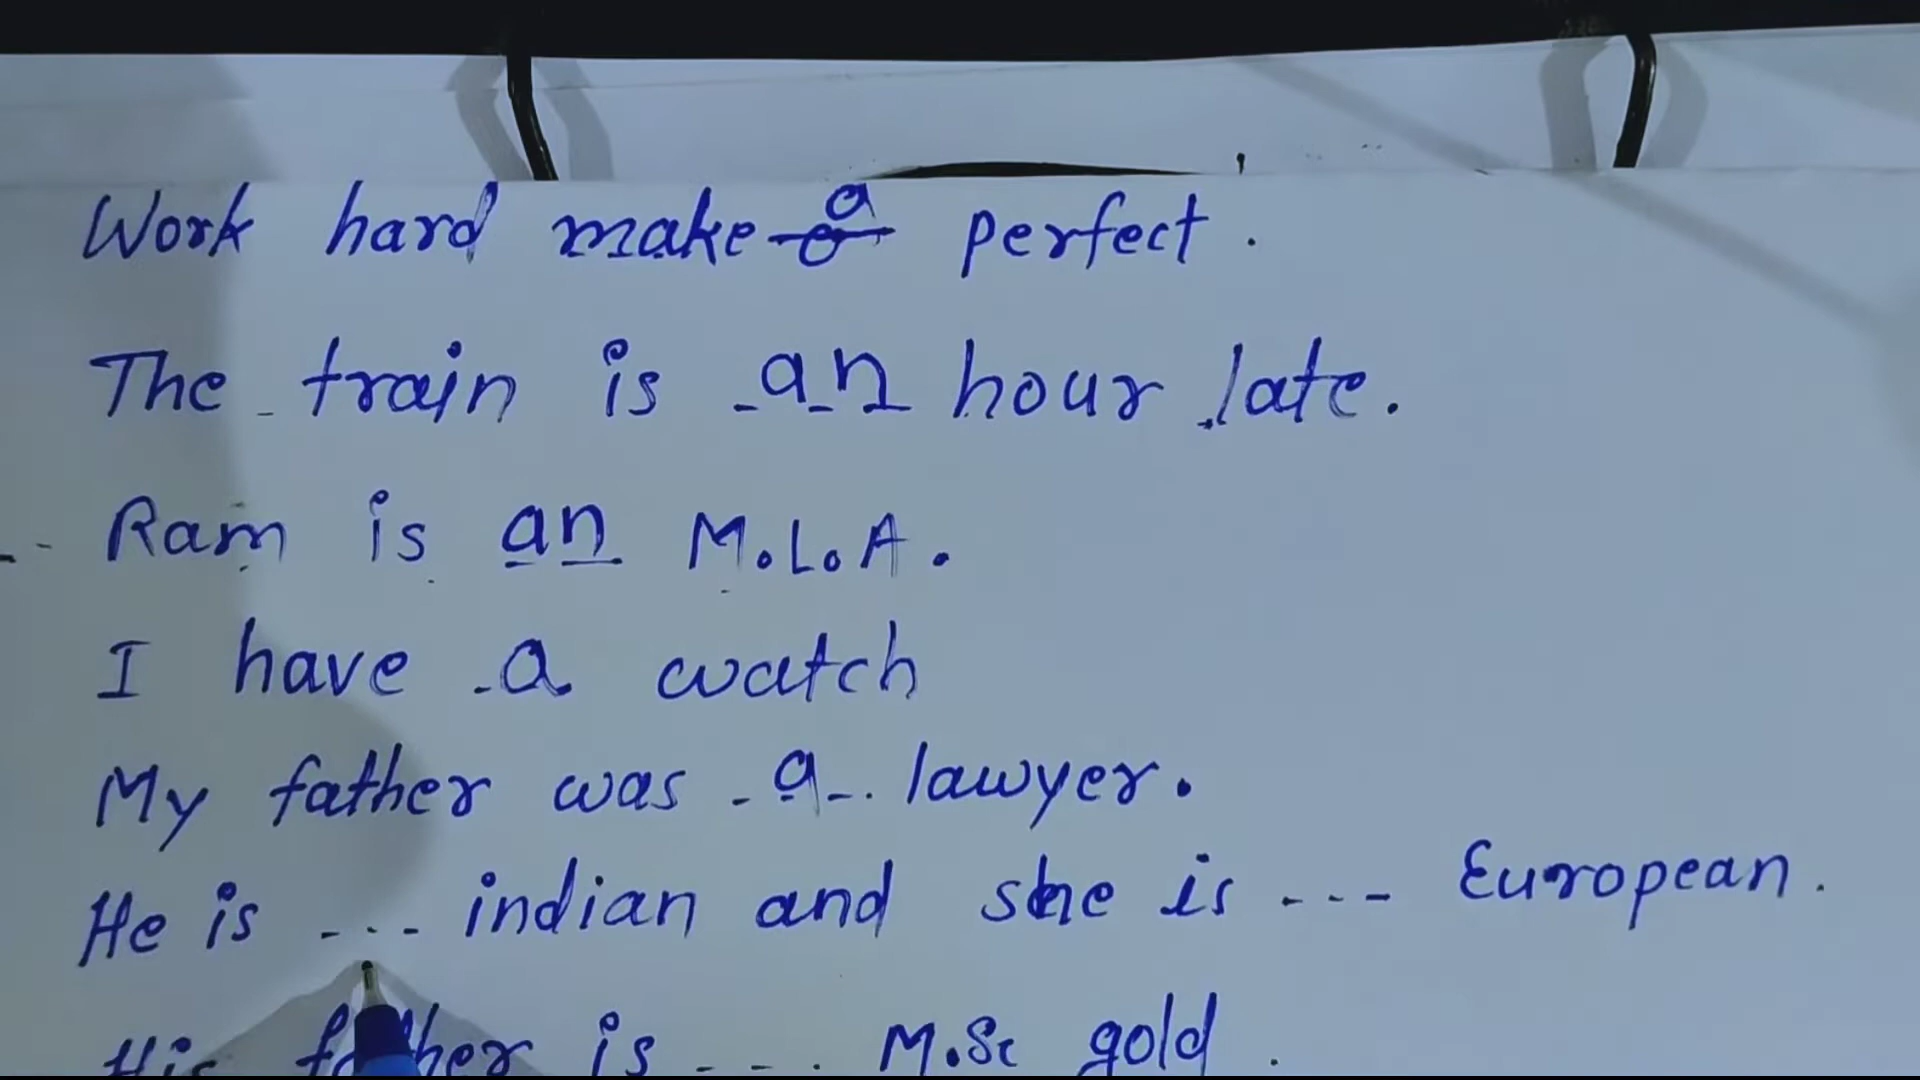 Work hard make a perfect.
The train is an hour late.
Ram is an M.L.A.
I have a watch
My father was a lawyer.
He is ... indian and she is --- European.
His father is --- . M.Sc gold .